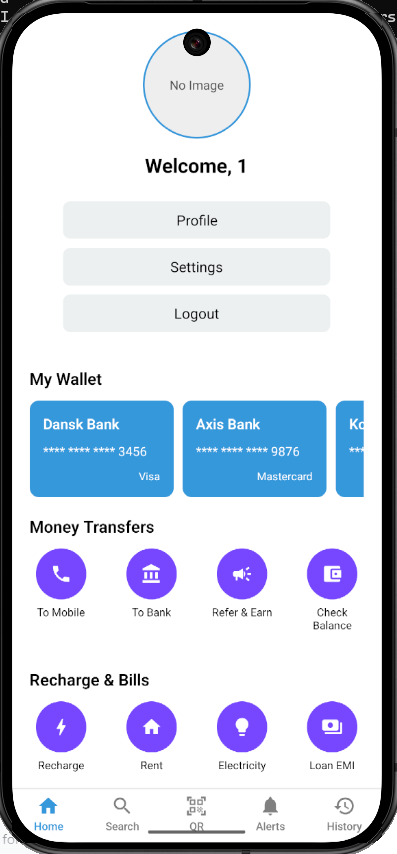 No Image
Welcome, 1
Profile
Settings
Logout
My Wallet
Dansk Bank
**** **** **** 3456
Visa
Axis Bank
**** **** **** 9876
Mastercard
Money Transfers
To Mobile
To Bank
Refer & Earn
Check
Balance
Recharge & Bills
Recharge
Rent
Electricity
Loan EMI
Home
Search
QR
Alerts
History